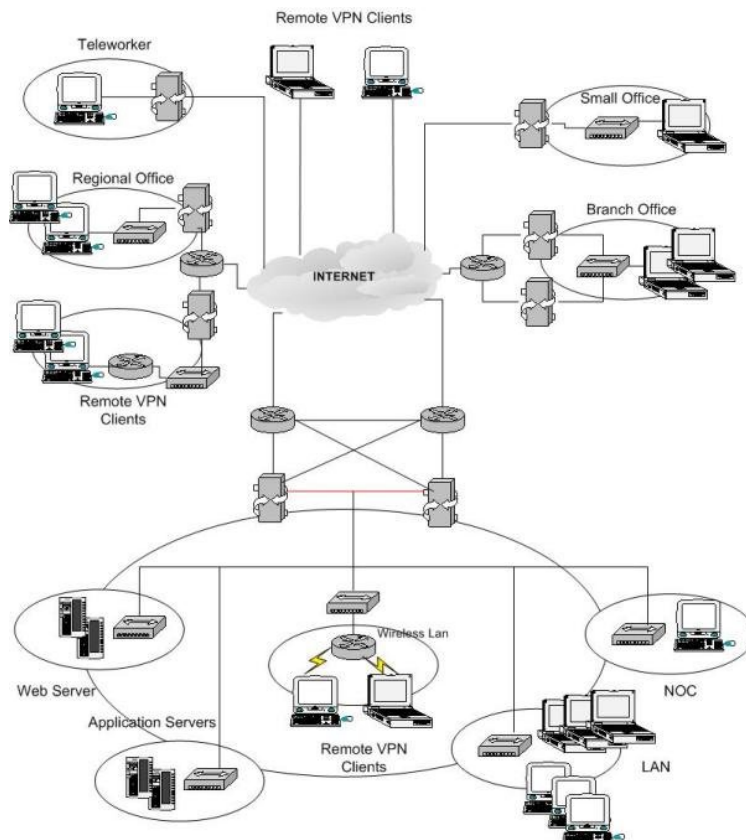 Remote VPN Clients
Teleworker
Small Office
Regional Office
Branch Office
INTERNET
Remote VPN
Clients
Wireless Lan
Web Server
NOC
Application Servers
Remote VPN
Clients
LAN